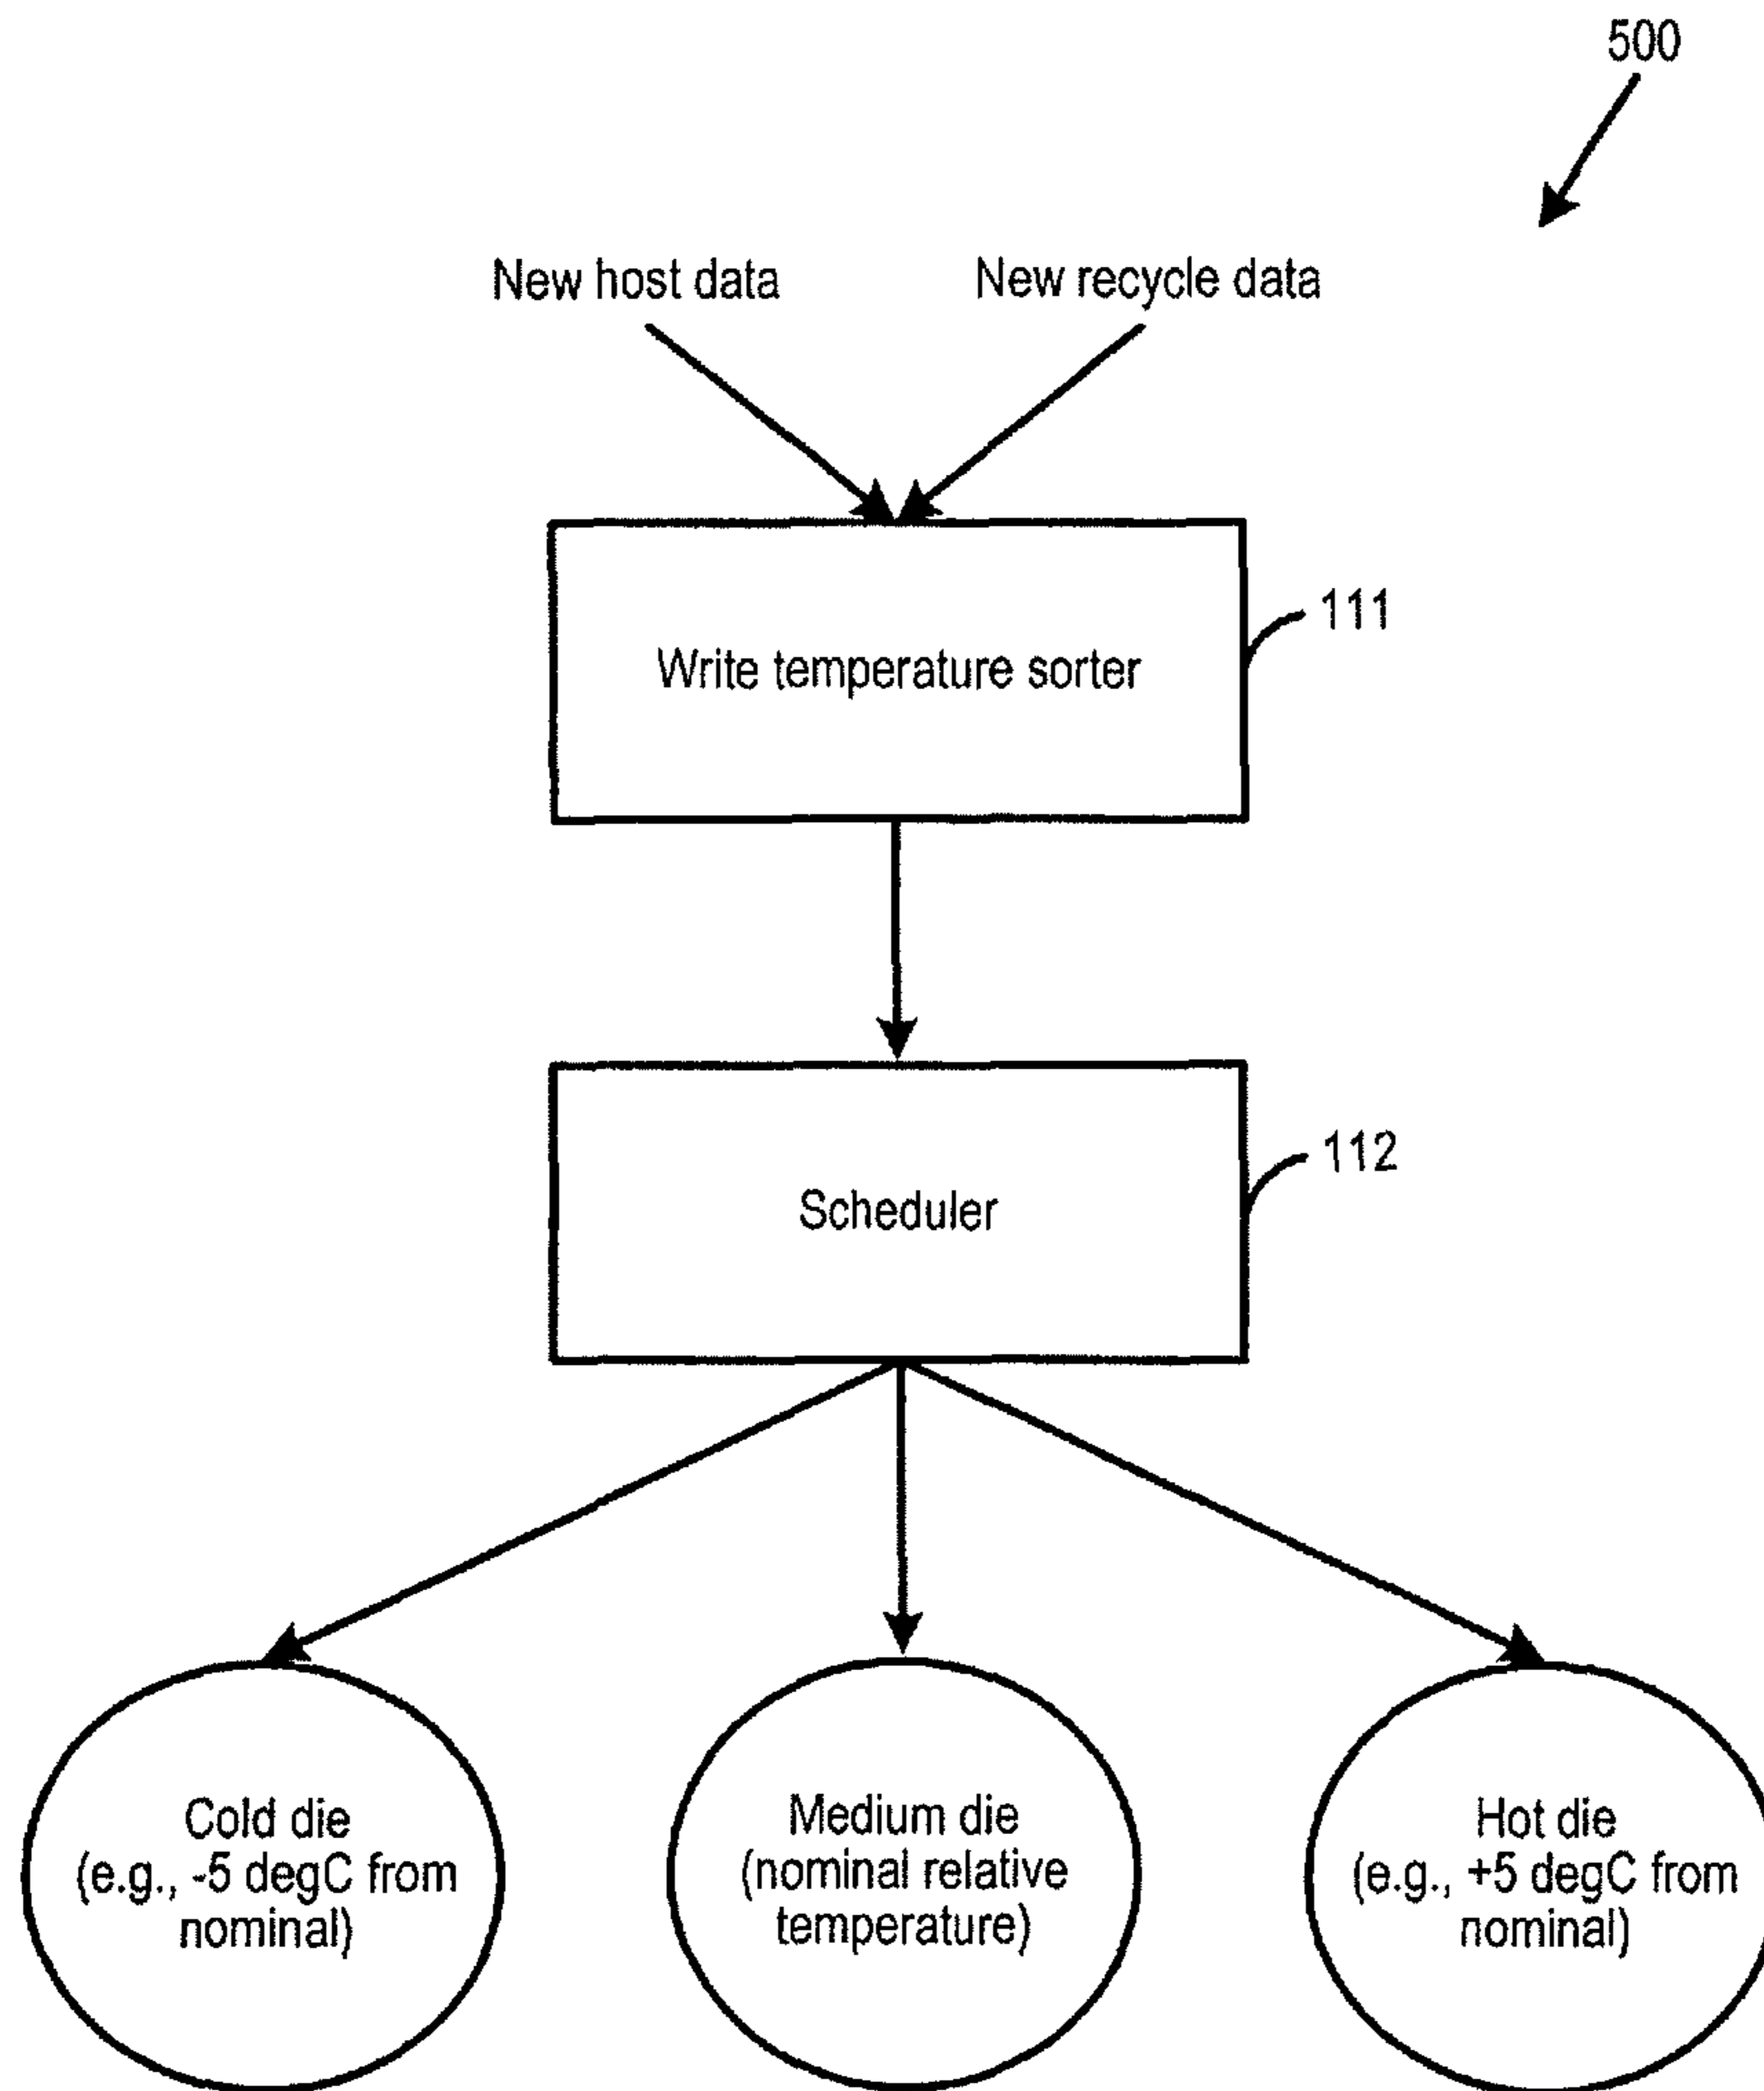 500
New host data
New recycle data
Write temperature sorter
111
Scheduler
112
Cold die
(e.g., -5 degC from
nominal)
Medium die
(nominal relative
temperature)
Hot die
(e.g., +5 degC from
nominal)